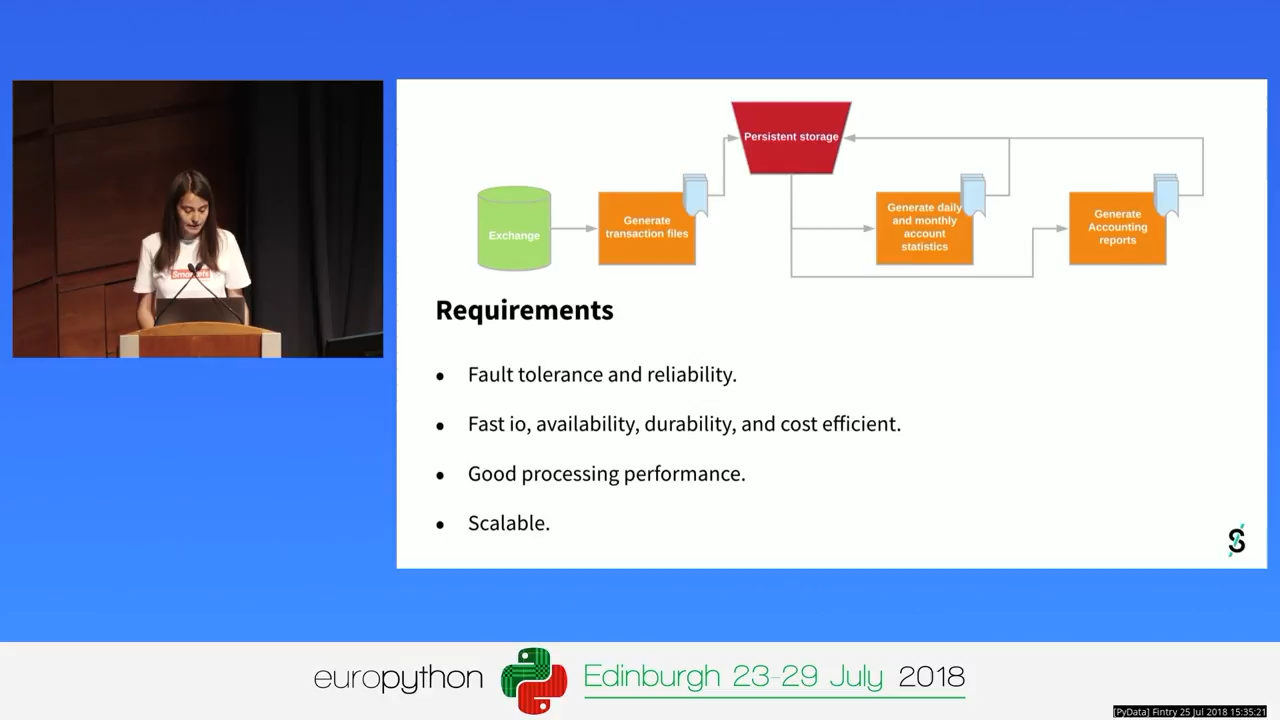 Persistent storage
Exchange
Generate
transaction files
Generate daily
and monthly
account
statistics
Generate
Accounting
reports
Requirements
• Fault tolerance and reliability.
• Fast io, availability, durability, and cost efficient.
• Good processing performance.
• Scalable.
europython Edinburgh 23-29 July 2018
[PyData] Fintry 25 Jul 2018 15:35:21